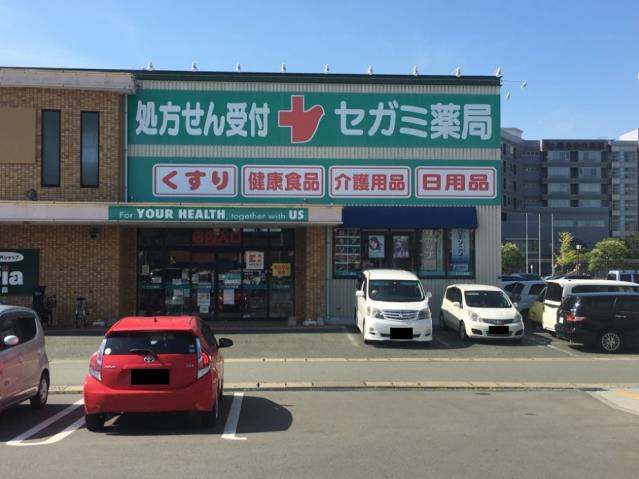 処方せん受付 セガミ薬局
くすり 健康食品 介護用品 日用品
For YOUR HEALTH, together with US